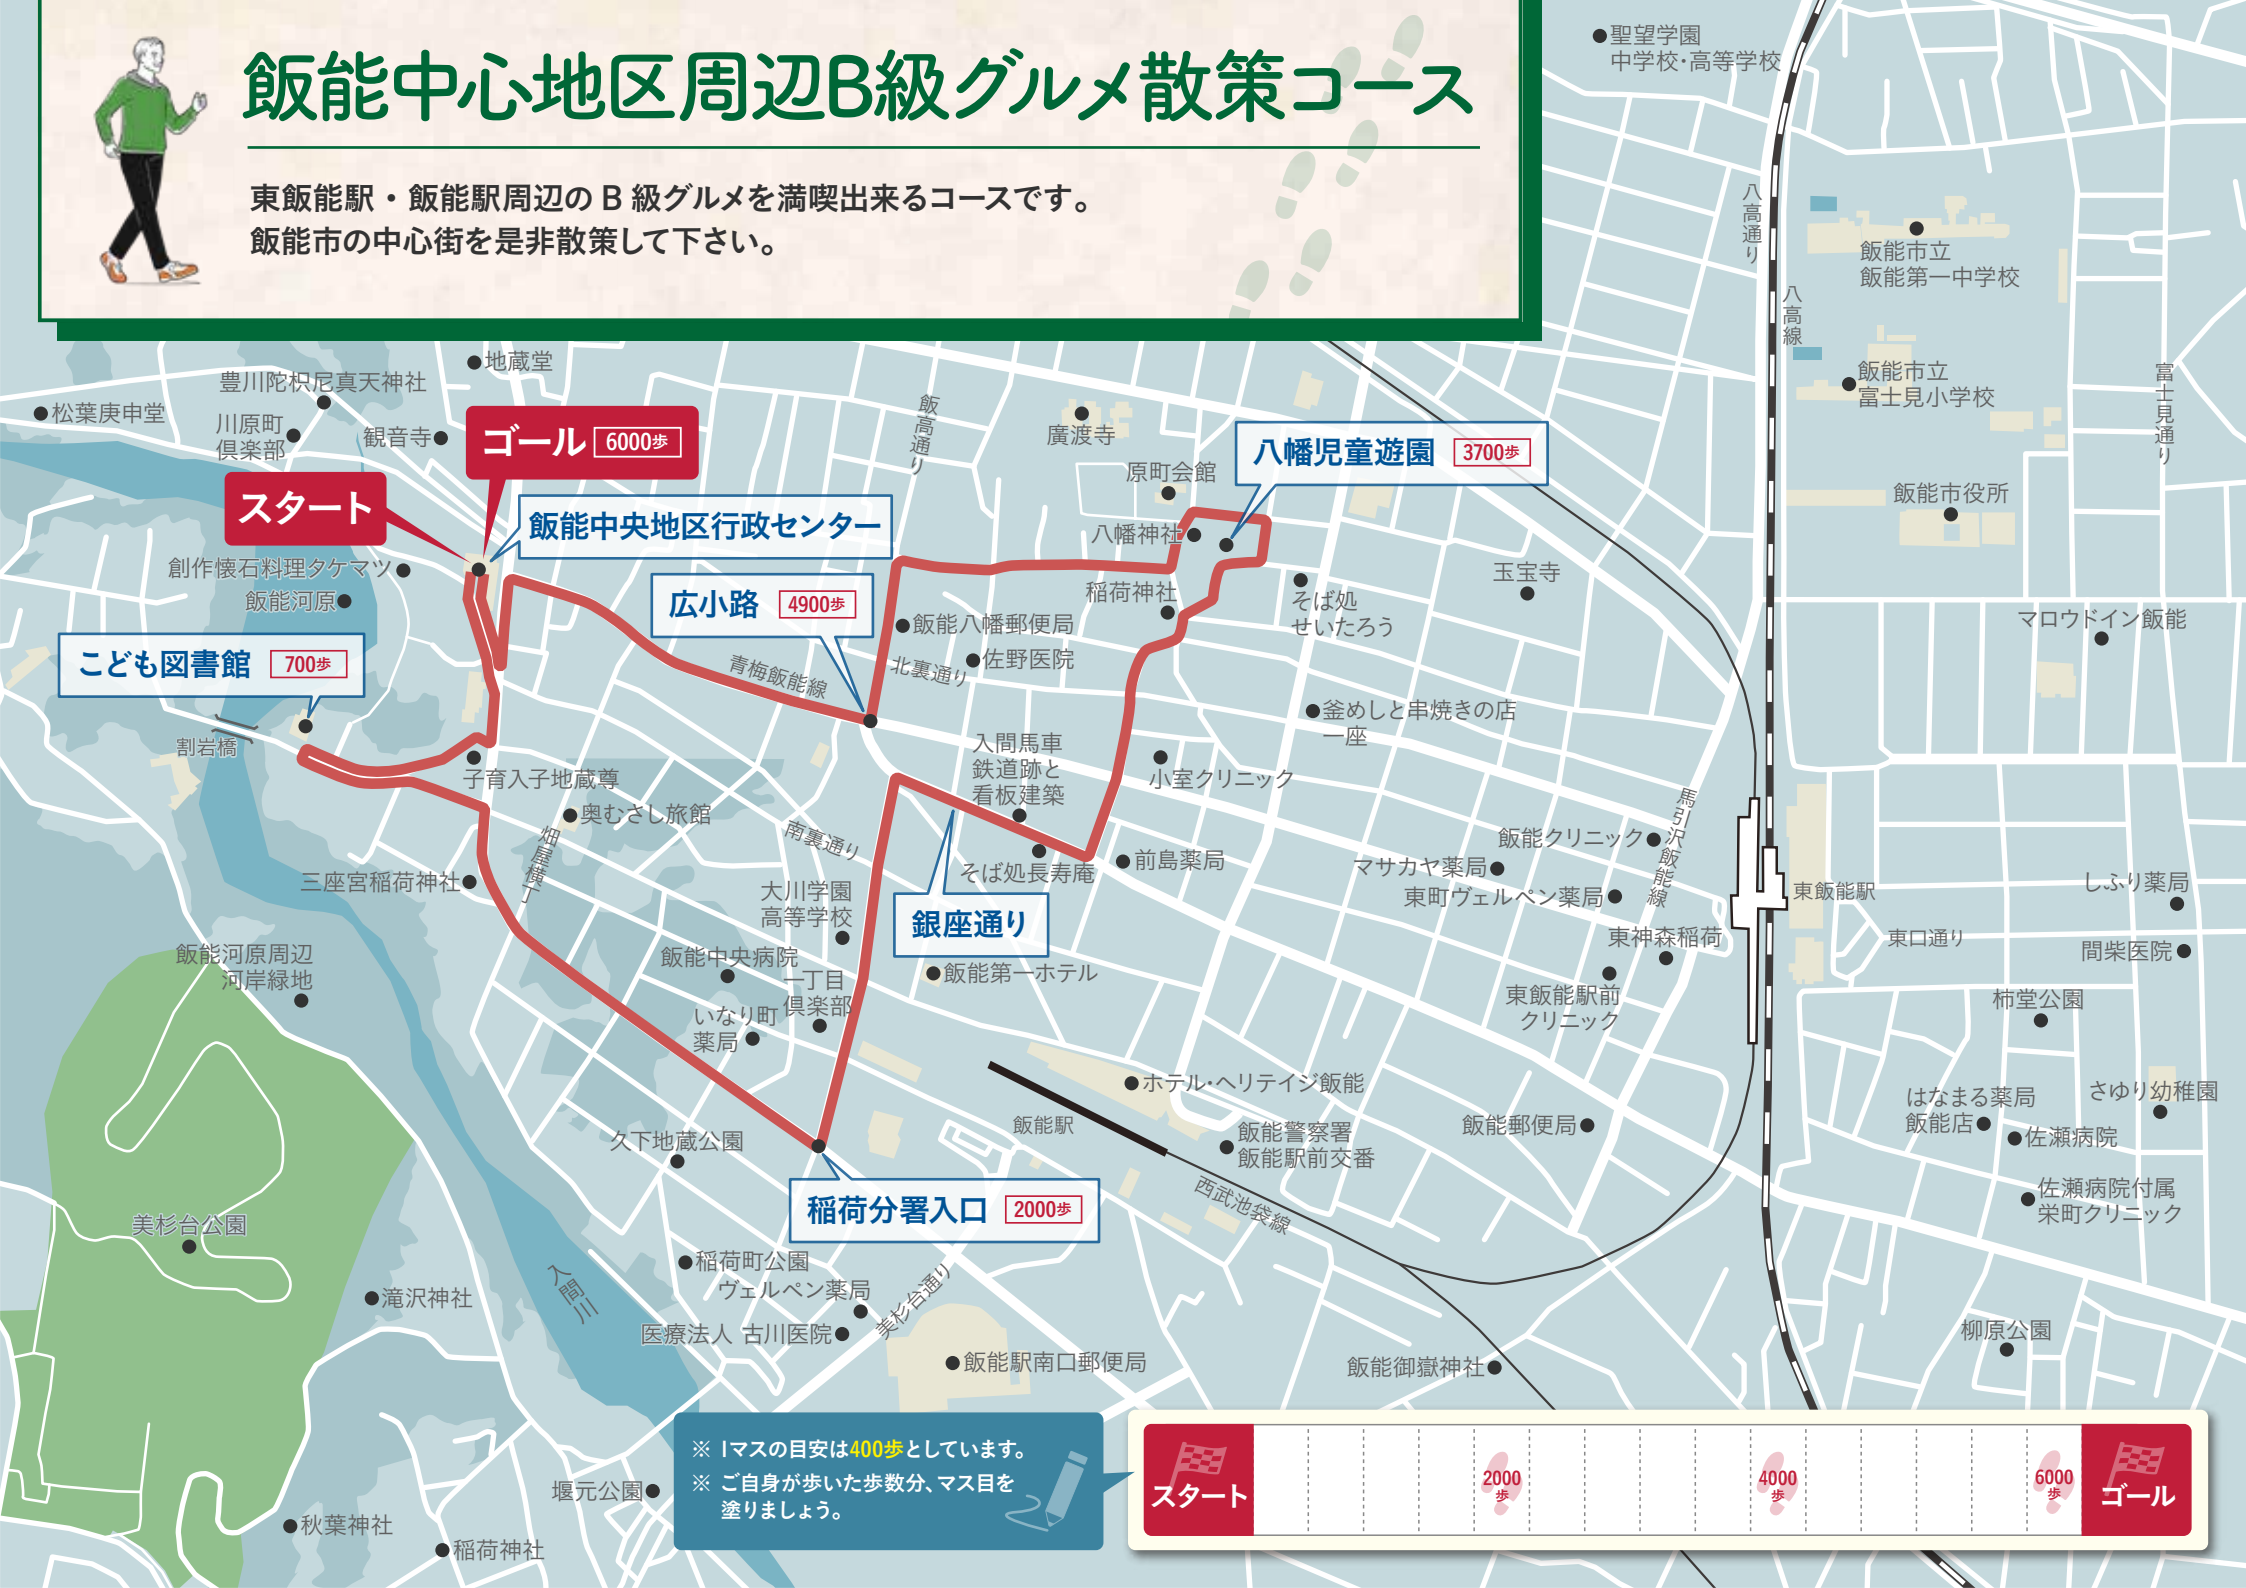 飯能中心地区周辺B級グルメ散策コース
東飯能駅・飯能駅周辺のB級グルメを満喫出来るコースです。
飯能市の中心街を是非散策して下さい。
聖望学園
中学校・高等学校
八高通り
八高線
飯能市立
飯能第一中学校
飯能市立
富士見小学校
富士見通り
飯能市役所
マロウドイン飯能
地蔵堂
豊川陀枳尼真天神社
松葉庚申堂
川原町
倶楽部
観音寺
ゴール 6000歩
スタート
飯能中央地区行政センター
創作懐石料理タケマツ
飯能河原
こども図書館 700歩
割岩橋
飯高通り
廣渡寺
原町会館
八幡児童遊園 3700歩
八幡神社
稲荷神社
そば処
せいたろう
玉宝寺
広小路 4900歩
飯能八幡郵便局
佐野医院
北裏通り
青梅飯能線
釜めしと串焼きの店
一座
入間馬車
鉄道跡と
看板建築
小室クリニック
子育入子地蔵尊
奥むさし旅館
畑屋横丁
南裏通り
そば処長寿庵
前島薬局
銀座通り
三座宮稲荷神社
大川学園
高等学校
飯能中央病院
一丁目
倶楽部
いなり町
薬局
飯能第一ホテル
馬引沢飯能線
飯能クリニック
マサカヤ薬局
東町ヴェルペン薬局
東神森稲荷
東飯能駅前
クリニック
東飯能駅
東口通り
しふり薬局
間柴医院
柿堂公園
飯能河原周辺
河岸緑地
ホテル・ヘリテイジ飯能
飯能駅
飯能警察署
飯能駅前交番
飯能郵便局
はなまる薬局
飯能店
さゆり幼稚園
佐瀬病院
佐瀬病院付属
栄町クリニック
久下地蔵公園
稲荷分署入口 2000歩
西武池袋線
美杉台公園
入間川
滝沢神社
稲荷町公園
ヴェルペン薬局
医療法人 古川医院
美杉台通り
飯能駅南口郵便局
飯能御嶽神社
柳原公園
堰元公園
秋葉神社
稲荷神社
※ 1マスの目安は400歩としています。
※ ご自身が歩いた歩数分、マス目を
塗りましょう。
スタート
2000歩
4000歩
6000歩
ゴール